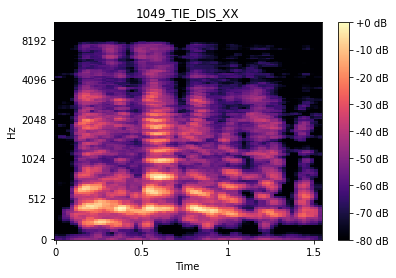 1049_TIE_DIS_XX
8192
4096
2048
1024
512
0
Hz
0
0.5
1
1.5
Time
+0 dB
-10 dB
-20 dB
-30 dB
-40 dB
-50 dB
-60 dB
-70 dB
-80 dB